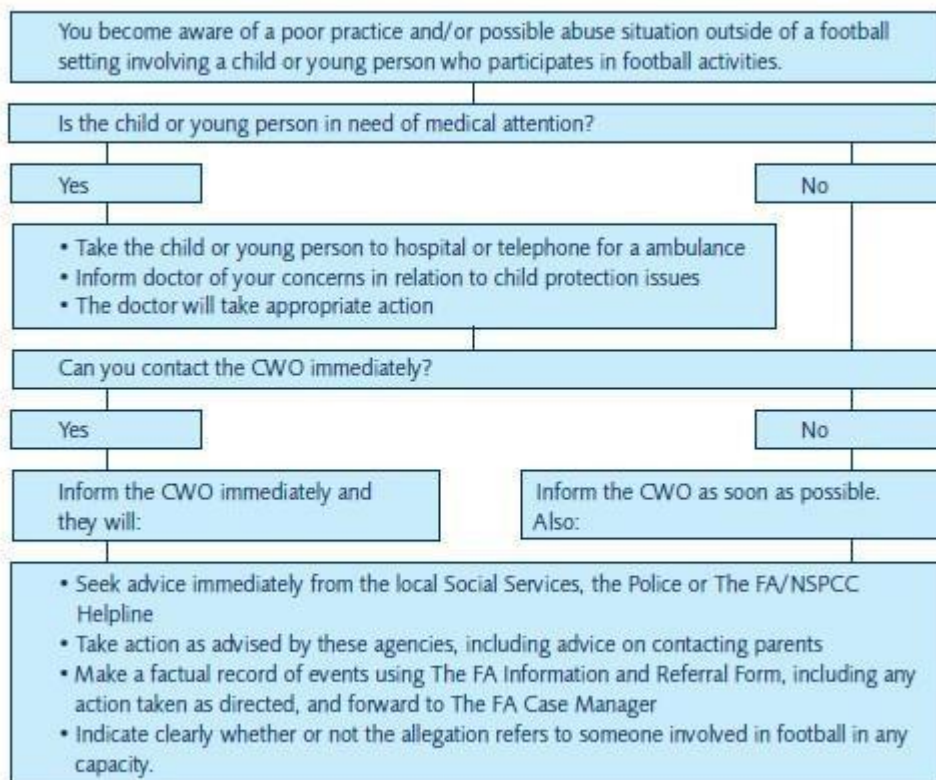 You become aware of a poor practice and/or possible abuse situation outside of a football
setting involving a child or young person who participates in football activities.
Is the child or young person in need of medical attention?
Yes
No
• Take the child or young person to hospital or telephone for a ambulance
• Inform doctor of your concerns in relation to child protection issues
• The doctor will take appropriate action
Can you contact the CWO immediately?
Yes
No
Inform the CWO immediately and
they will:
Inform the CWO as soon as possible.
Also:
• Seek advice immediately from the local Social Services, the Police or The FA/NSPCC
Helpline
• Take action as advised by these agencies, including advice on contacting parents
• Make a factual record of events using The FA Information and Referral Form, including any
action taken as directed, and forward to The FA Case Manager
• Indicate clearly whether or not the allegation refers to someone involved in football in any
capacity.